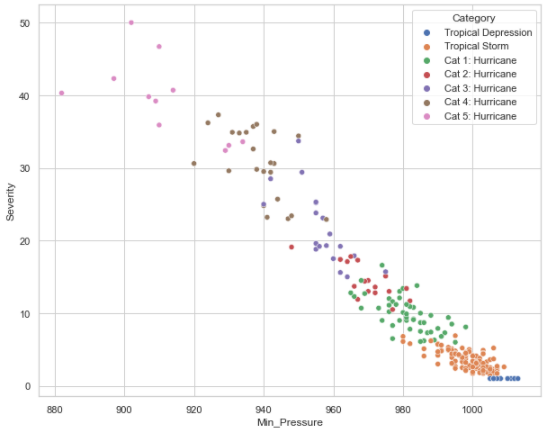 Category
Tropical Depression
Tropical Storm
Cat 1: Hurricane
Cat 2: Hurricane
Cat 3: Hurricane
Cat 4: Hurricane
Cat 5: Hurricane
50
40
30
20
10
0
Severity
880 900 920 940 960 980 1000
Min_Pressure